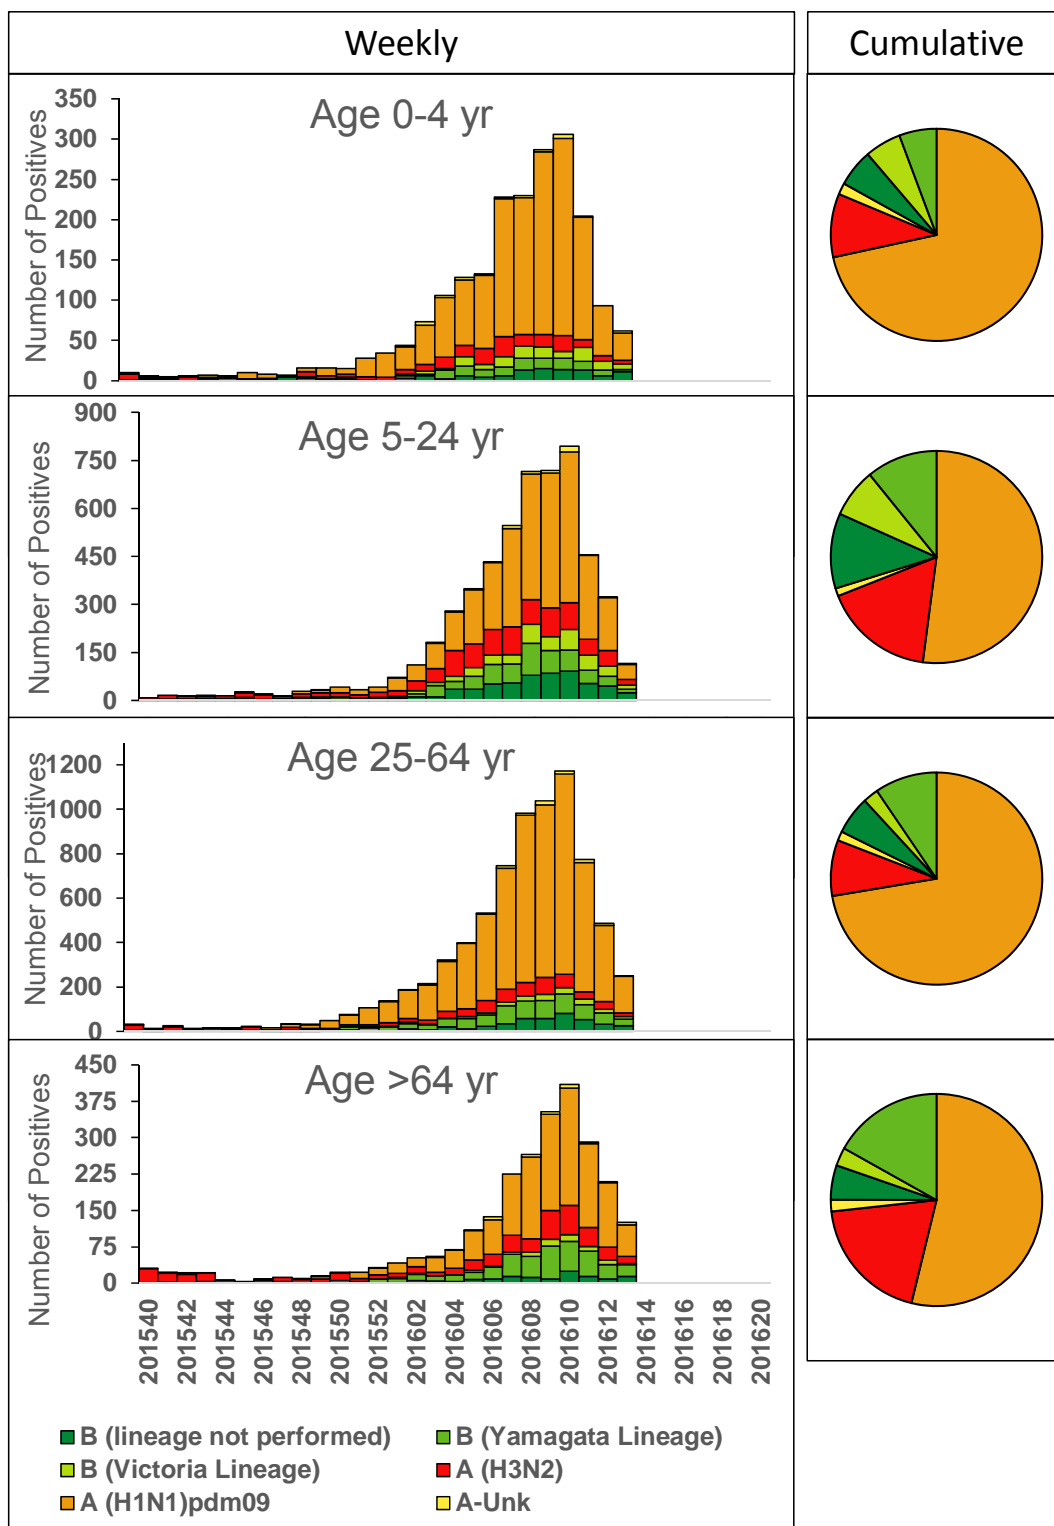 Weekly
Cumulative
Age 0-4 yr
Number of Positives
350
300
250
200
150
100
50
0
Age 5-24 yr
Number of Positives
900
750
600
450
300
150
0
Age 25-64 yr
Number of Positives
1200
1000
800
600
400
200
0
Age >64 yr
Number of Positives
450
375
300
225
150
75
0
201540
201542
201544
201546
201548
201550
201552
201602
201604
201606
201608
201610
201612
201614
201616
201618
201620
B (lineage not performed)
B (Yamagata Lineage)
B (Victoria Lineage)
A (H3N2)
A (H1N1)pdm09
A-Unk